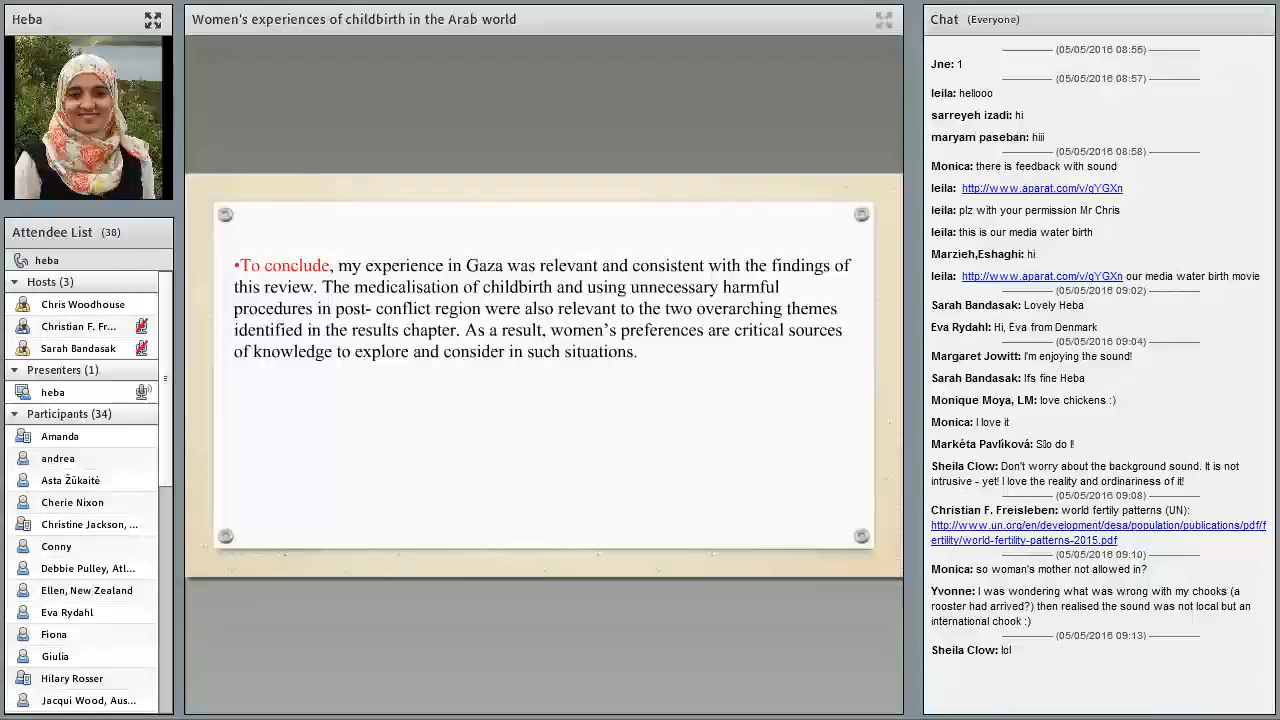 Heba
Attendee List (38)
heba
Hosts (3)
Chris Woodhouse
Christian F. Fr...
Sarah Bandasak
Presenters (1)
heba
Participants (34)
Amanda
andrea
Asta Žūkaitė
Cherie Nixon
Christine Jackson, ...
Conny
Debbie Pulley, Atl...
Ellen, New Zealand
Eva Rydahl
Fiona
Giulia
Hilary Rosser
Jacqui Wood, Aus...
Women's experiences of childbirth in the Arab world
•To conclude, my experience in Gaza was relevant and consistent with the findings of
this review. The medicalisation of childbirth and using unnecessary harmful
procedures in post- conflict region were also relevant to the two overarching themes
identified in the results chapter. As a result, women's preferences are critical sources
of knowledge to explore and consider in such situations.
Chat (Everyone)
(05/05/2016 08:55)
Jne: 1
(05/05/2016 08:57)
leila: hellooo
sarreyeh izadi: hi
maryam paseban: hiii
(05/05/2016 08:58)
Monica: there is feedback with sound
leila: http://www.aparat.com/v/qYGXn
leila: plz with your permission Mr Chris
leila: this is our media water birth
Marzieh,Eshaghi: hi
leila: http://www.aparat.com/v/qYGXn our media water birth movie
(05/05/2016 09:02)
Sarah Bandasak: Lovely Heba
Eva Rydahl: Hi, Eva from Denmark
(05/05/2016 09:04)
Margaret Jowitt: I'm enjoying the sound!
Sarah Bandasak: Ifs fine Heba
Monique Moya, LM: love chickens :)
Monica: I love it
Markéta Pavlíková: do I!
Sheila Clow: Don't worry about the background sound. It is not
intrusive - yet! I love the reality and ordinariness of it!
(05/05/2016 09:08)
Christian F. Freisleben: world fertily patterns (UN):
http://www.un.org/en/development/desa/population/publications/pdf/f
ertility/world-fertility-patterns-2015.pdf
(05/05/2016 09:10)
Monica: so woman's mother not allowed in?
Yvonne: I was wondering what was wrong with my chooks (a
rooster had arrived?) then realised the sound was not local but an
international chook :)
(05/05/2016 09:13)
Sheila Clow: lol